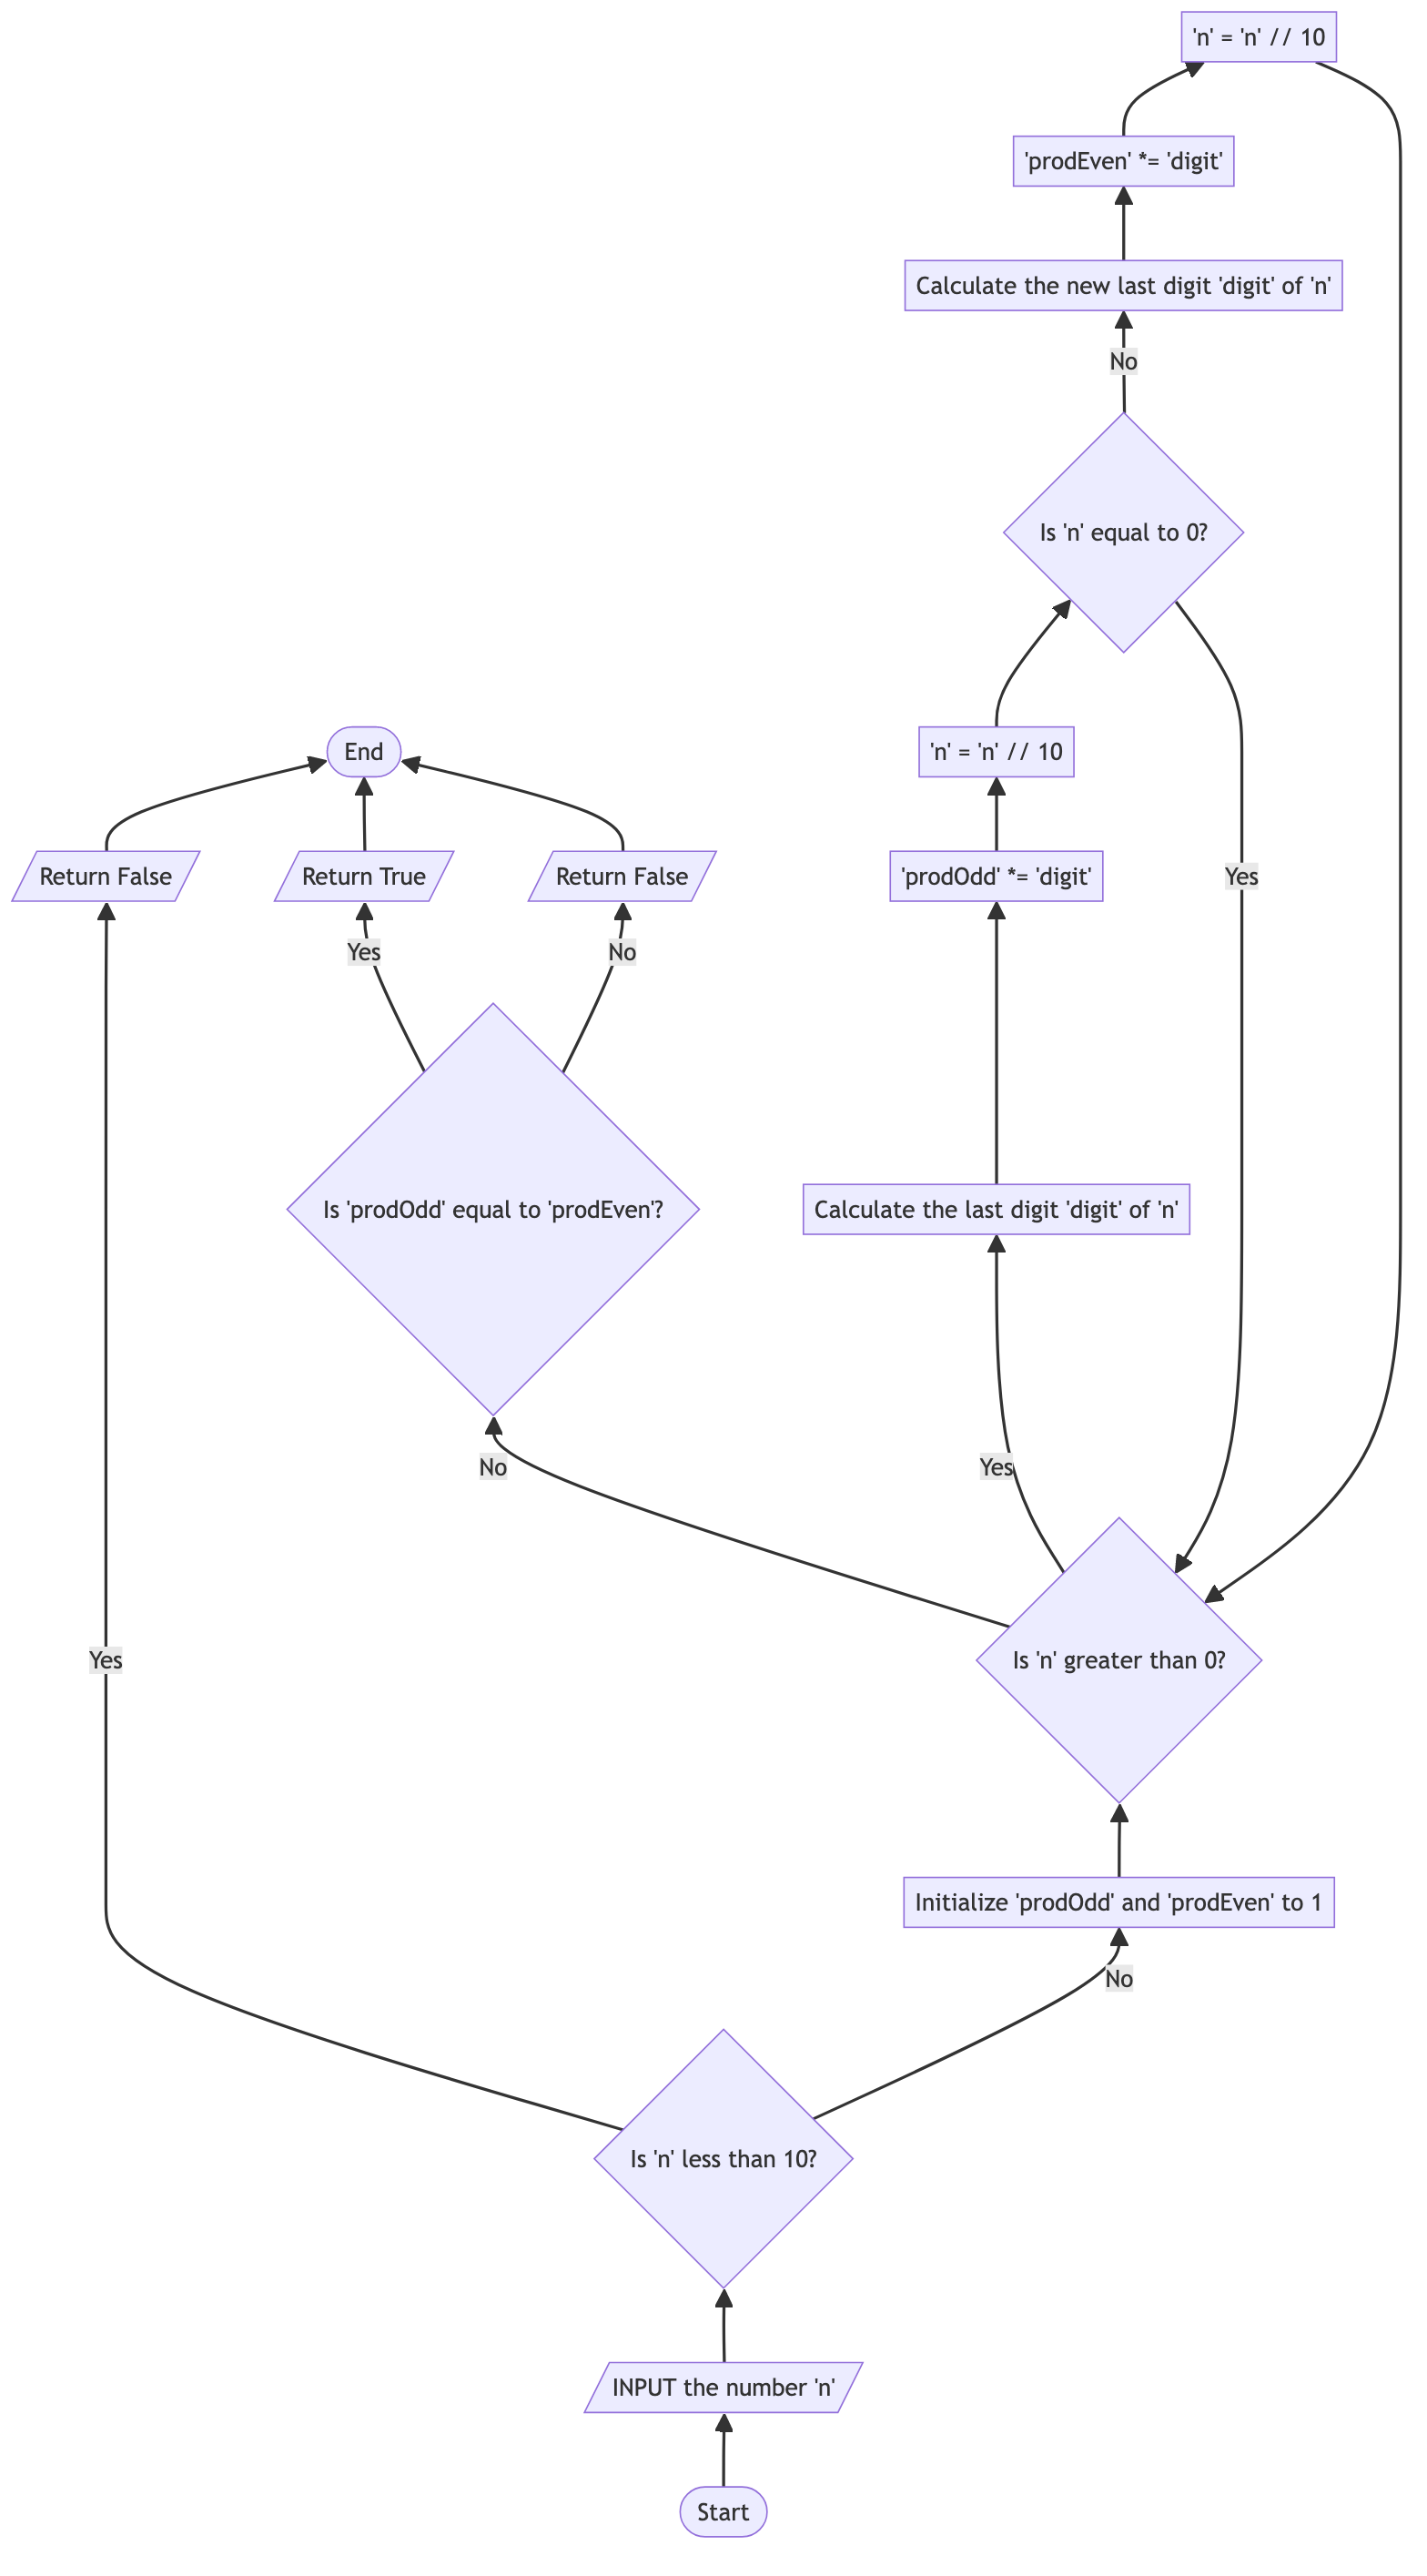 'n' = 'n' // 10
'prodEven' *= 'digit'
Calculate the new last digit 'digit' of 'n'
No
Is 'n' equal to 0?
End
'n' = 'n' // 10
Return False
Return True
Return False
'prodOdd' *= 'digit'
Yes
Yes
No
Is 'prodOdd' equal to 'prodEven'?
Calculate the last digit 'digit' of 'n'
No
Yes
Yes
Is 'n' greater than 0?
Initialize 'prodOdd' and 'prodEven' to 1
No
Is 'n' less than 10?
INPUT the number 'n'
Start